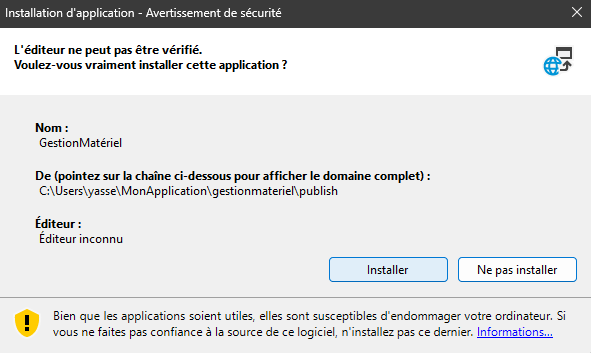 Installation d'application - Avertissement de sécurité
L'éditeur ne peut pas être vérifié.
Voulez-vous vraiment installer cette application ?
Nom :
GestionMatériel
De (pointez sur la chaîne ci-dessous pour afficher le domaine complet) :
C:\Users\yasse\MonApplication\gestionmateriel\publish
Éditeur :
Éditeur inconnu
Installer
Ne pas installer
Bien que les applications soient utiles, elles sont susceptibles d'endommager votre ordinateur. Si
vous ne faites pas confiance à la source de ce logiciel, n'installez pas ce dernier. Informations...